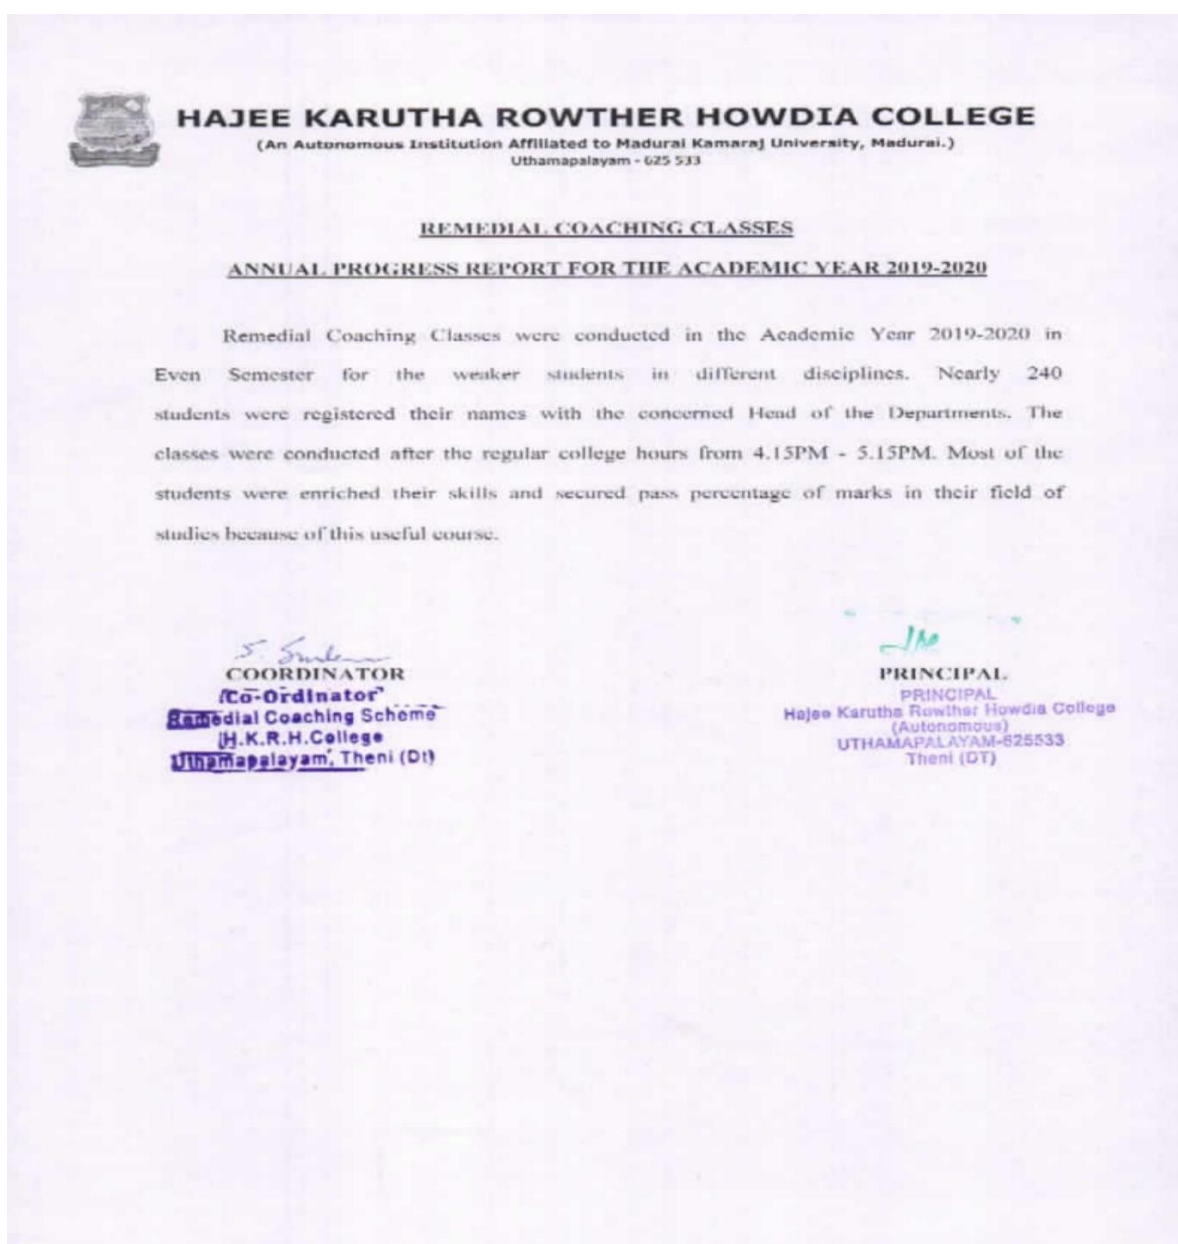 HAJEE KARUTHA ROWTHER HOWDIA COLLEGE
(An Autonomous Institution Affiliated to Madurai Kamaraj University, Madurai.)
Uthamapalayam - 625 533
REMEDIAL COACHING CLASSES
ANNUAL PROGRESS REPORT FOR THE ACADEMIC YEAR 2019-2020
Remedial Coaching Classes were conducted in the Academic Year 2019-2020 in
Even Semester for the weaker students in different disciplines. Nearly 240
students were registered their names with the concerned Head of the Departments. The
classes were conducted after the regular college hours from 4.15PM - 5.15PM. Most of the
students were enriched their skills and secured pass percentage of marks in their field of
studies because of this useful course.
COORDINATOR
Co-Ordinator
Remedial Coaching Scheme
H.K.R.H.College
Uthamapalayam, Theni (Dt)
PRINCIPAL
PRINCIPAL
Hajee Karutha Rowther Howdia College
(Autonomous)
UTHAMAPALAYAM-625533
Theni (DT)